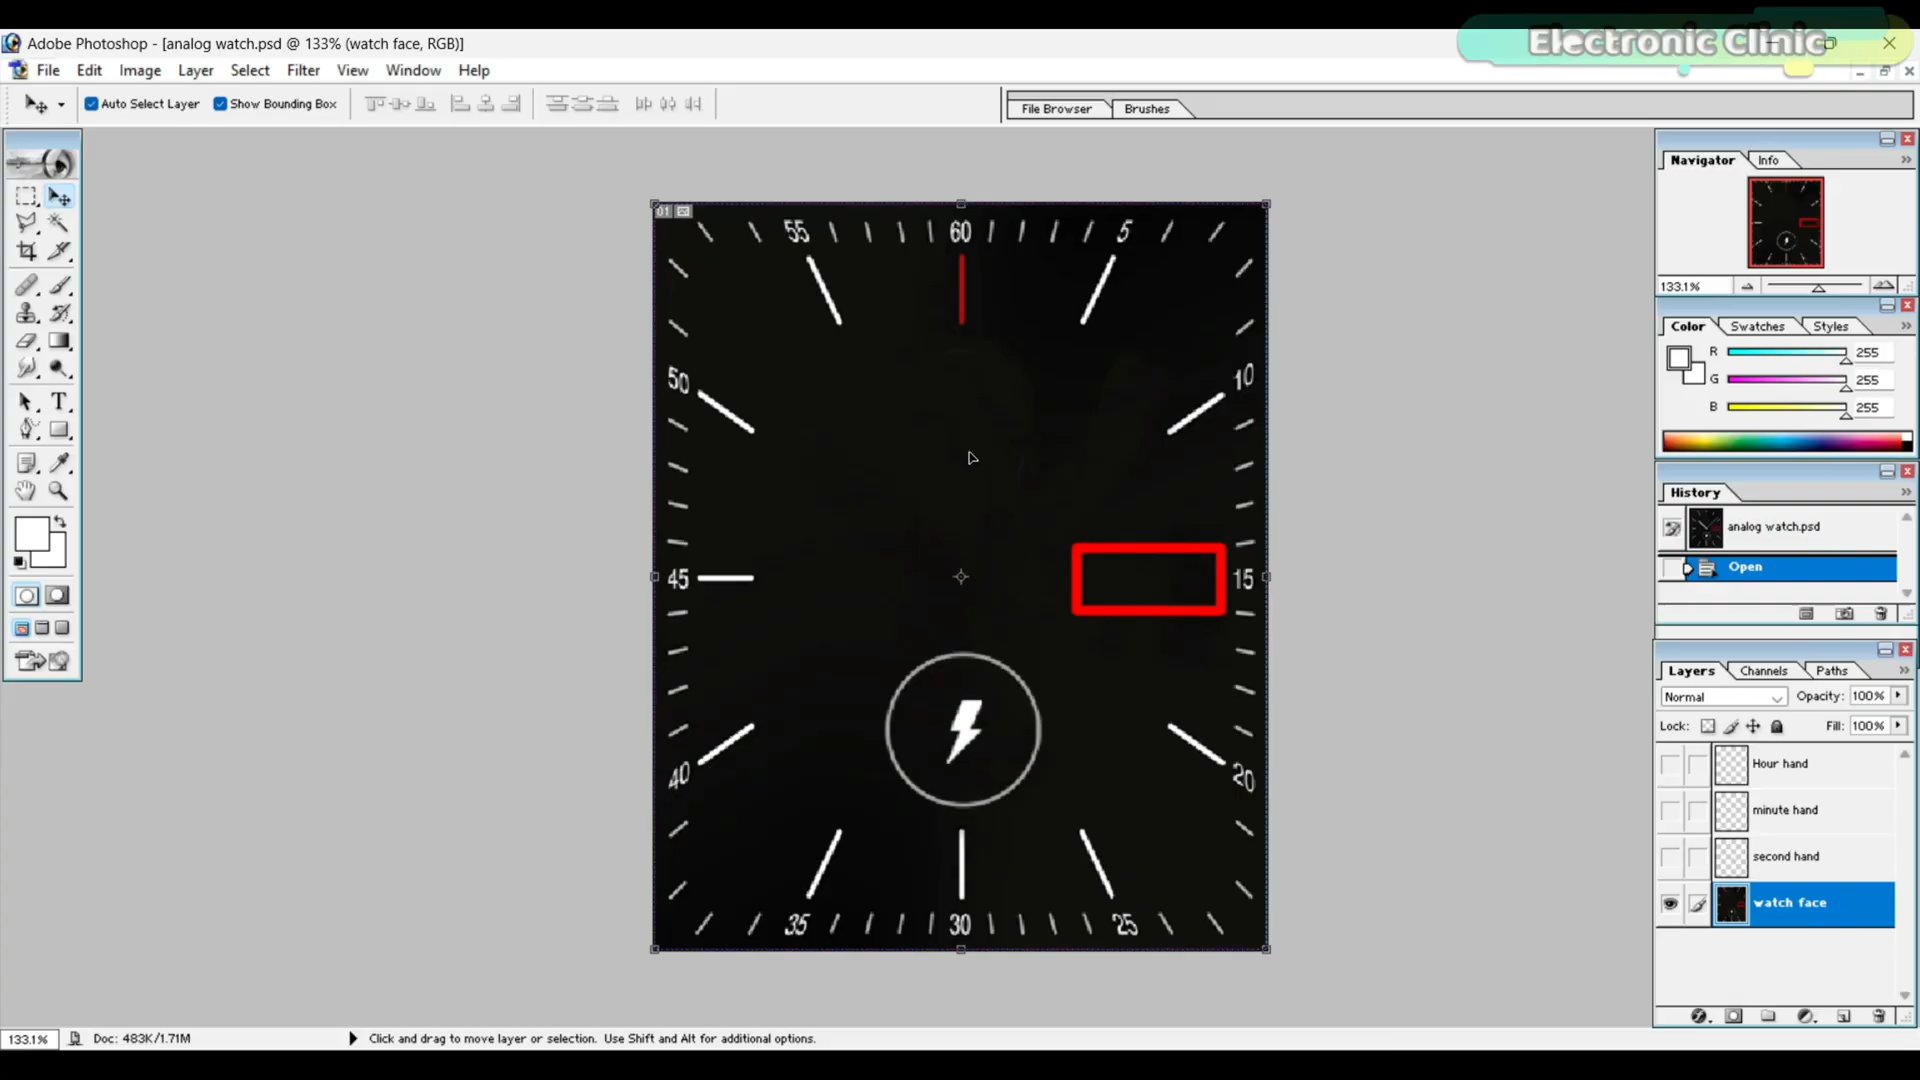 Electronic Clinic
Adobe Photoshop - [analog watch.psd @ 133% (watch face, RGB)]
File Edit Image Layer Select Filter View Window Help
Auto Select Layer Show Bounding Box
File Browser Brushes
Navigator Info
133.1%
Color Swatches Styles
R 255
G 255
B 255
History
analog watch.psd
Open
Layers Channels Paths
Normal Opacity: 100%
Lock: Fill: 100%
Hour hand
minute hand
second hand
watch face
01
55 60 5
50 10
45 15
40 20
35 30 25
T
133.1% Doc: 483K/1.71M Click and drag to move layer or selection. Use Shift and Alt for additional options.